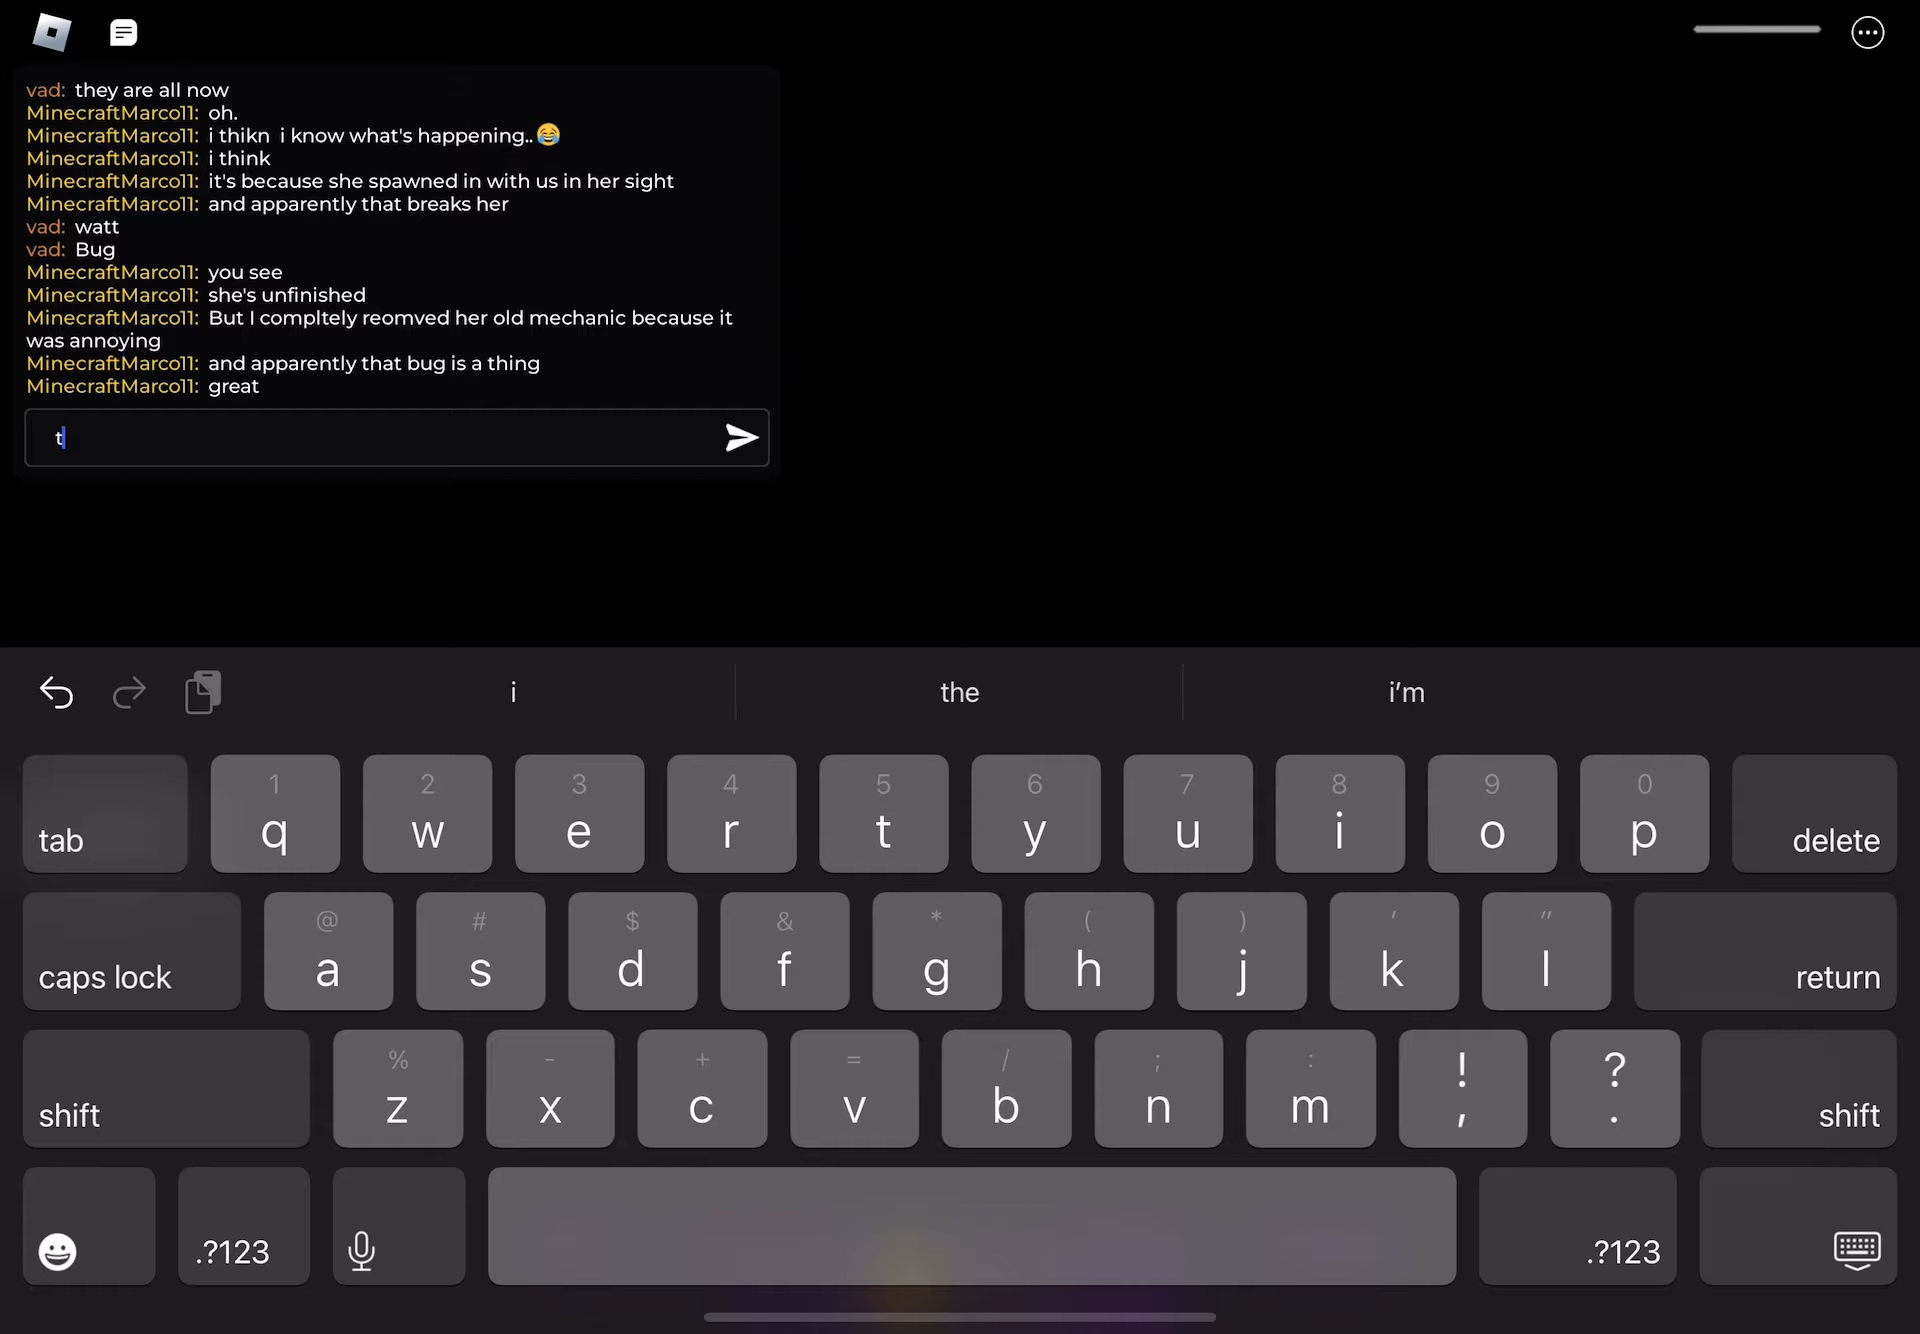 vad: they are all now
MinecraftMarco11: oh.
MinecraftMarco11: i thikn i know what's happening..😂
MinecraftMarco11: i think
MinecraftMarco11: it's because she spawned in with us in her sight
MinecraftMarco11: and apparently that breaks her
vad: watt
vad: Bug
MinecraftMarco11: you see
MinecraftMarco11: she's unfinished
MinecraftMarco11: But I compltely reomved her old mechanic because it
was annoying
MinecraftMarco11: and apparently that bug is a thing
MinecraftMarco11: great
t
i the i'm
1 2 3 4 5 6 7 8 9 0
tab q w e r t y u i o p delete
@ # $ & * ( ) ' "
caps lock a s d f g h j k l return
% - + = / ; : ! ?
shift z x c v b n m , . shift
.?123 .?123